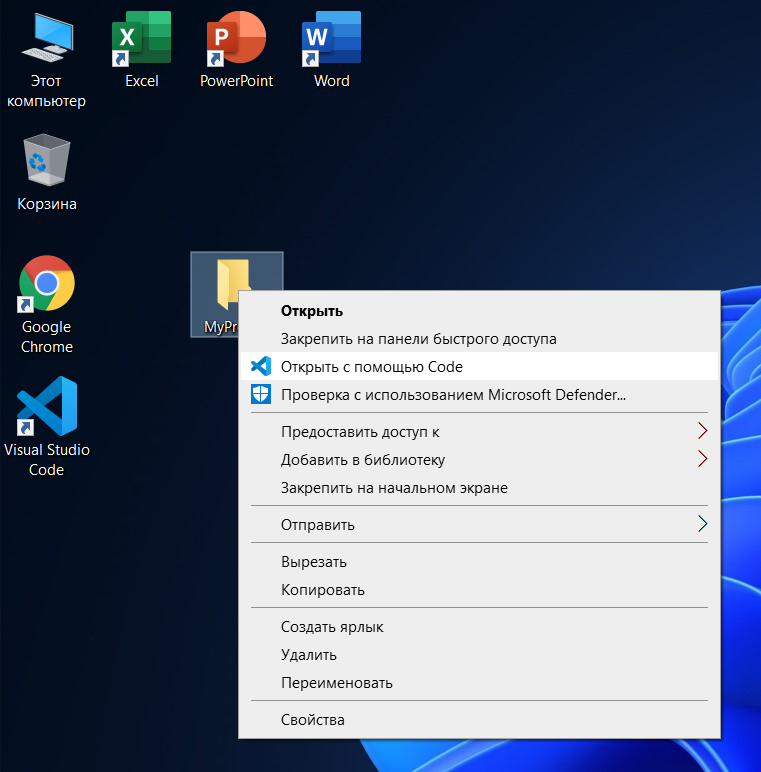 Этот
компьютер
Excel
PowerPoint
Word
Корзина
Google
Chrome
Visual Studio
Code
MyPr
Открыть
Закрепить на панели быстрого доступа
Открыть с помощью Code
Проверка с использованием Microsoft Defender...
Предоставить доступ к
Добавить в библиотеку
Закрепить на начальном экране
Отправить
Вырезать
Копировать
Создать ярлык
Удалить
Переименовать
Свойства